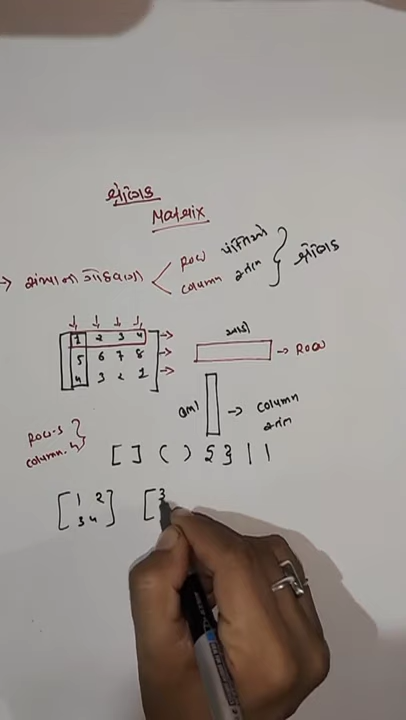 શ્રેણિક
Matrix
→ સંખ્યાની ગોઠવણી < Row પંક્તિઓ } શ્રેણિક
column સ્તંભ
1 2 3 4 →
5 6 7 8 →
4 3 2 1 →
આડી
→ Row
ઊભી
→ column
સ્તંભ
Row-3
column-4
[ ] ( ) { } | |
[ 1 2 ] [ 3
3 4